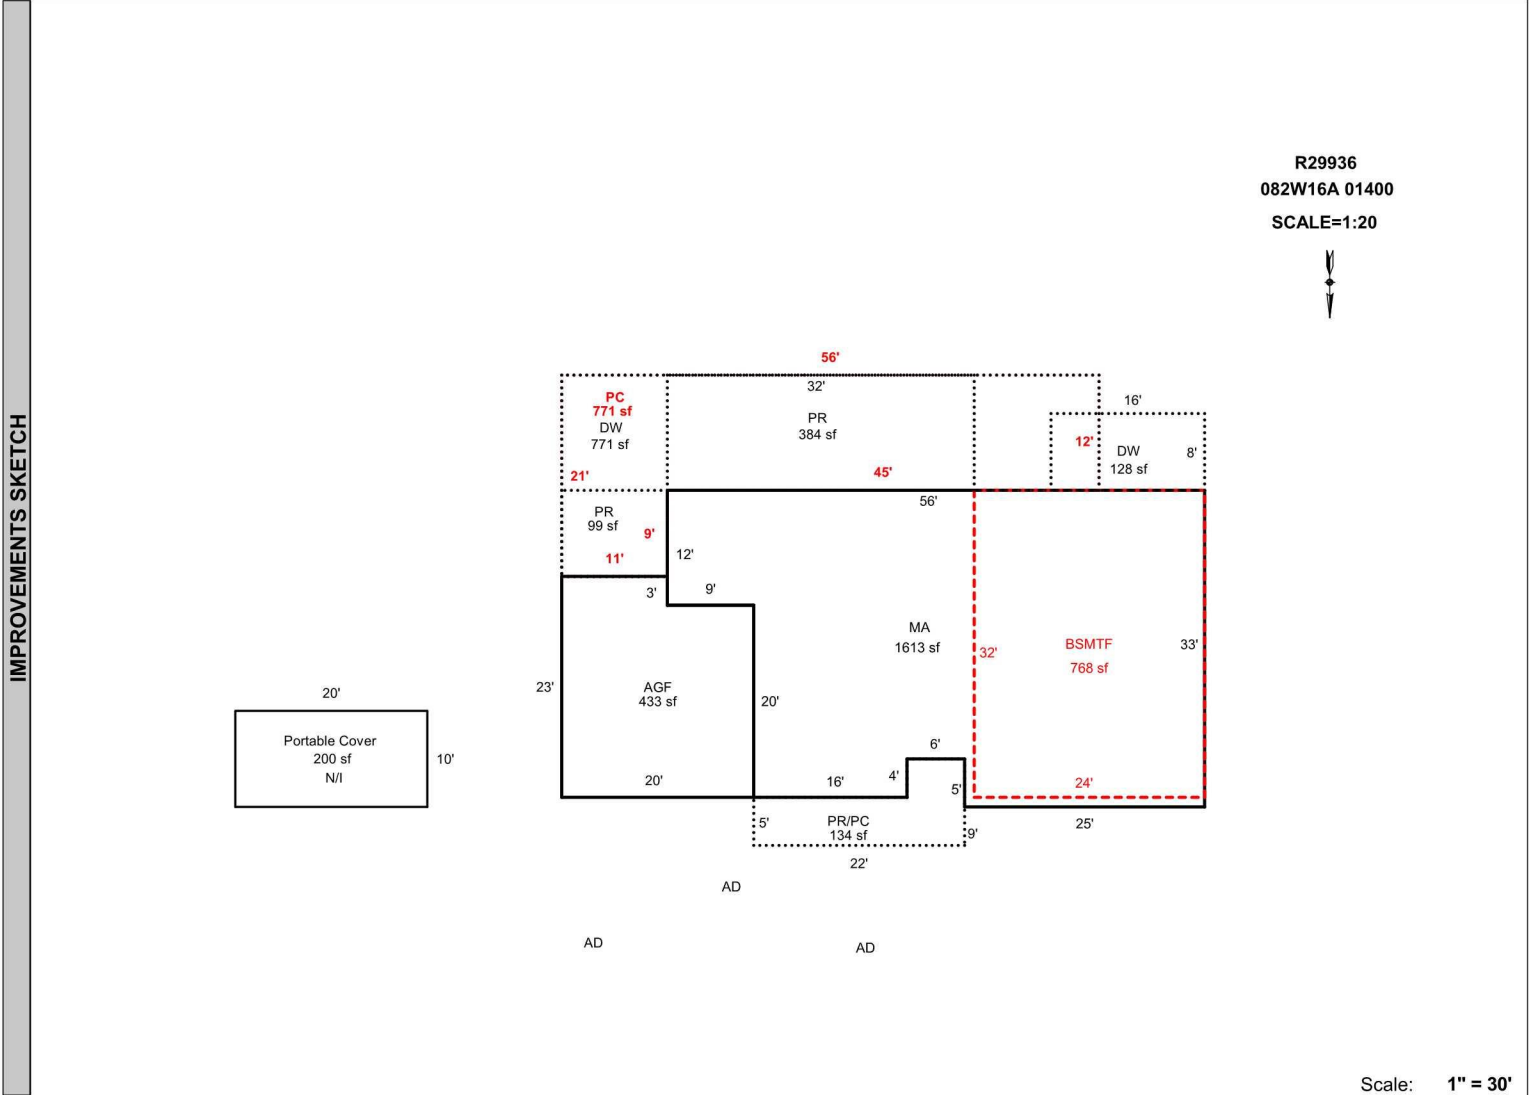 IMPROVEMENTS SKETCH
R29936
082W16A 01400
SCALE=1:20
56'
32'
PC
771 sf
DW
771 sf
PR
384 sf
16'
12'
DW
128 sf
8'
21'
45'
56'
PR
99 sf
9'
11'
12'
3'
9'
MA
1613 sf
32'
BSMTF
768 sf
33'
23'
AGF
433 sf
20'
20'
Portable Cover
200 sf
N/I
10'
20'
16'
6'
4'
5'
24'
25'
5'
PR/PC
134 sf
9'
22'
AD
AD
AD
Scale: 1" = 30'